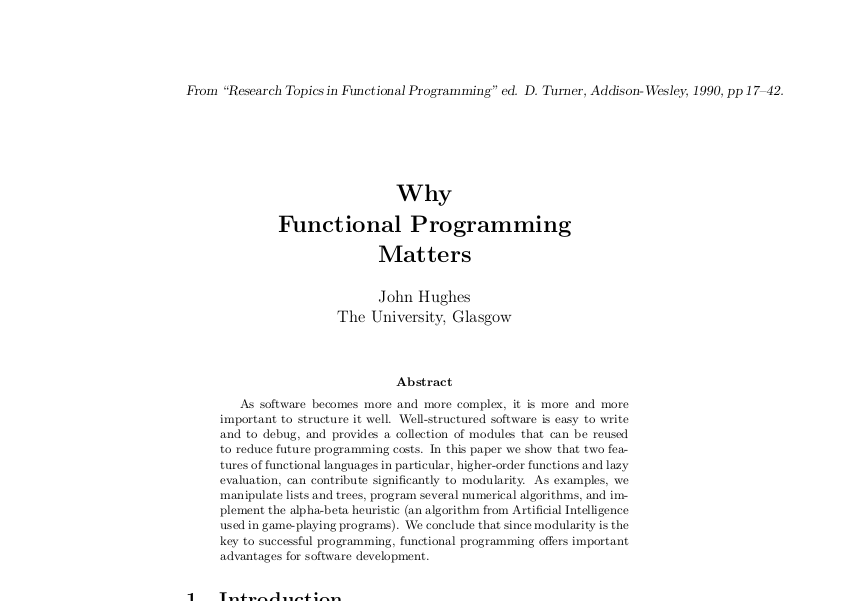 From “Research Topics in Functional Programming” ed. D. Turner, Addison-Wesley, 1990, pp 17–42.
Why
Functional Programming
Matters
John Hughes
The University, Glasgow
Abstract
As software becomes more and more complex, it is more and more
important to structure it well. Well-structured software is easy to write
and to debug, and provides a collection of modules that can be reused
to reduce future programming costs. In this paper we show that two fea-
tures of functional languages in particular, higher-order functions and lazy
evaluation, can contribute significantly to modularity. As examples, we
manipulate lists and trees, program several numerical algorithms, and im-
plement the alpha-beta heuristic (an algorithm from Artificial Intelligence
used in game-playing programs). We conclude that since modularity is the
key to successful programming, functional programming offers important
advantages for software development.
1 Introduction